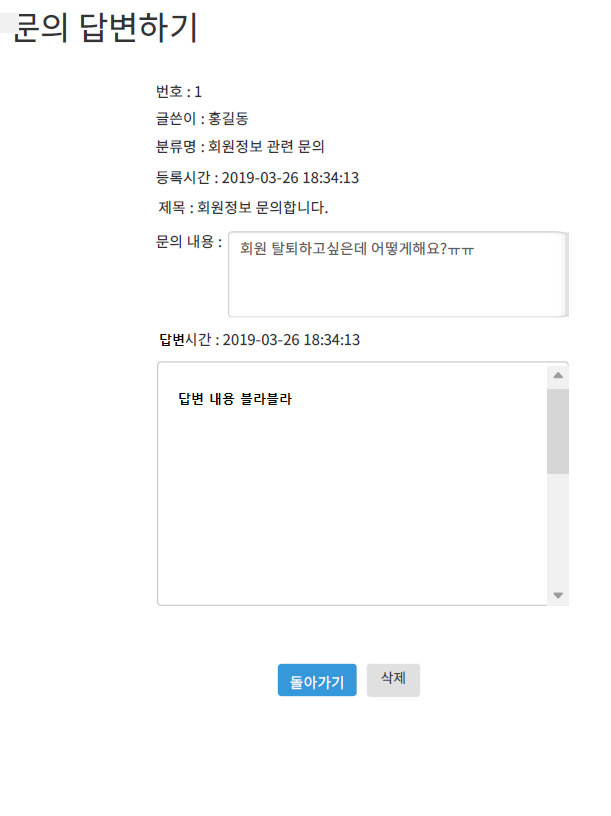 문의 답변하기
번호 : 1
글쓴이 : 홍길동
분류명 : 회원정보 관련 문의
등록시간 : 2019-03-26 18:34:13
제목 : 회원정보 문의합니다.
문의 내용 :
회원 탈퇴하고싶은데 어떻게해요?ㅠㅠ
답변시간 : 2019-03-26 18:34:13
답변 내용 블라블라
돌아가기
삭제